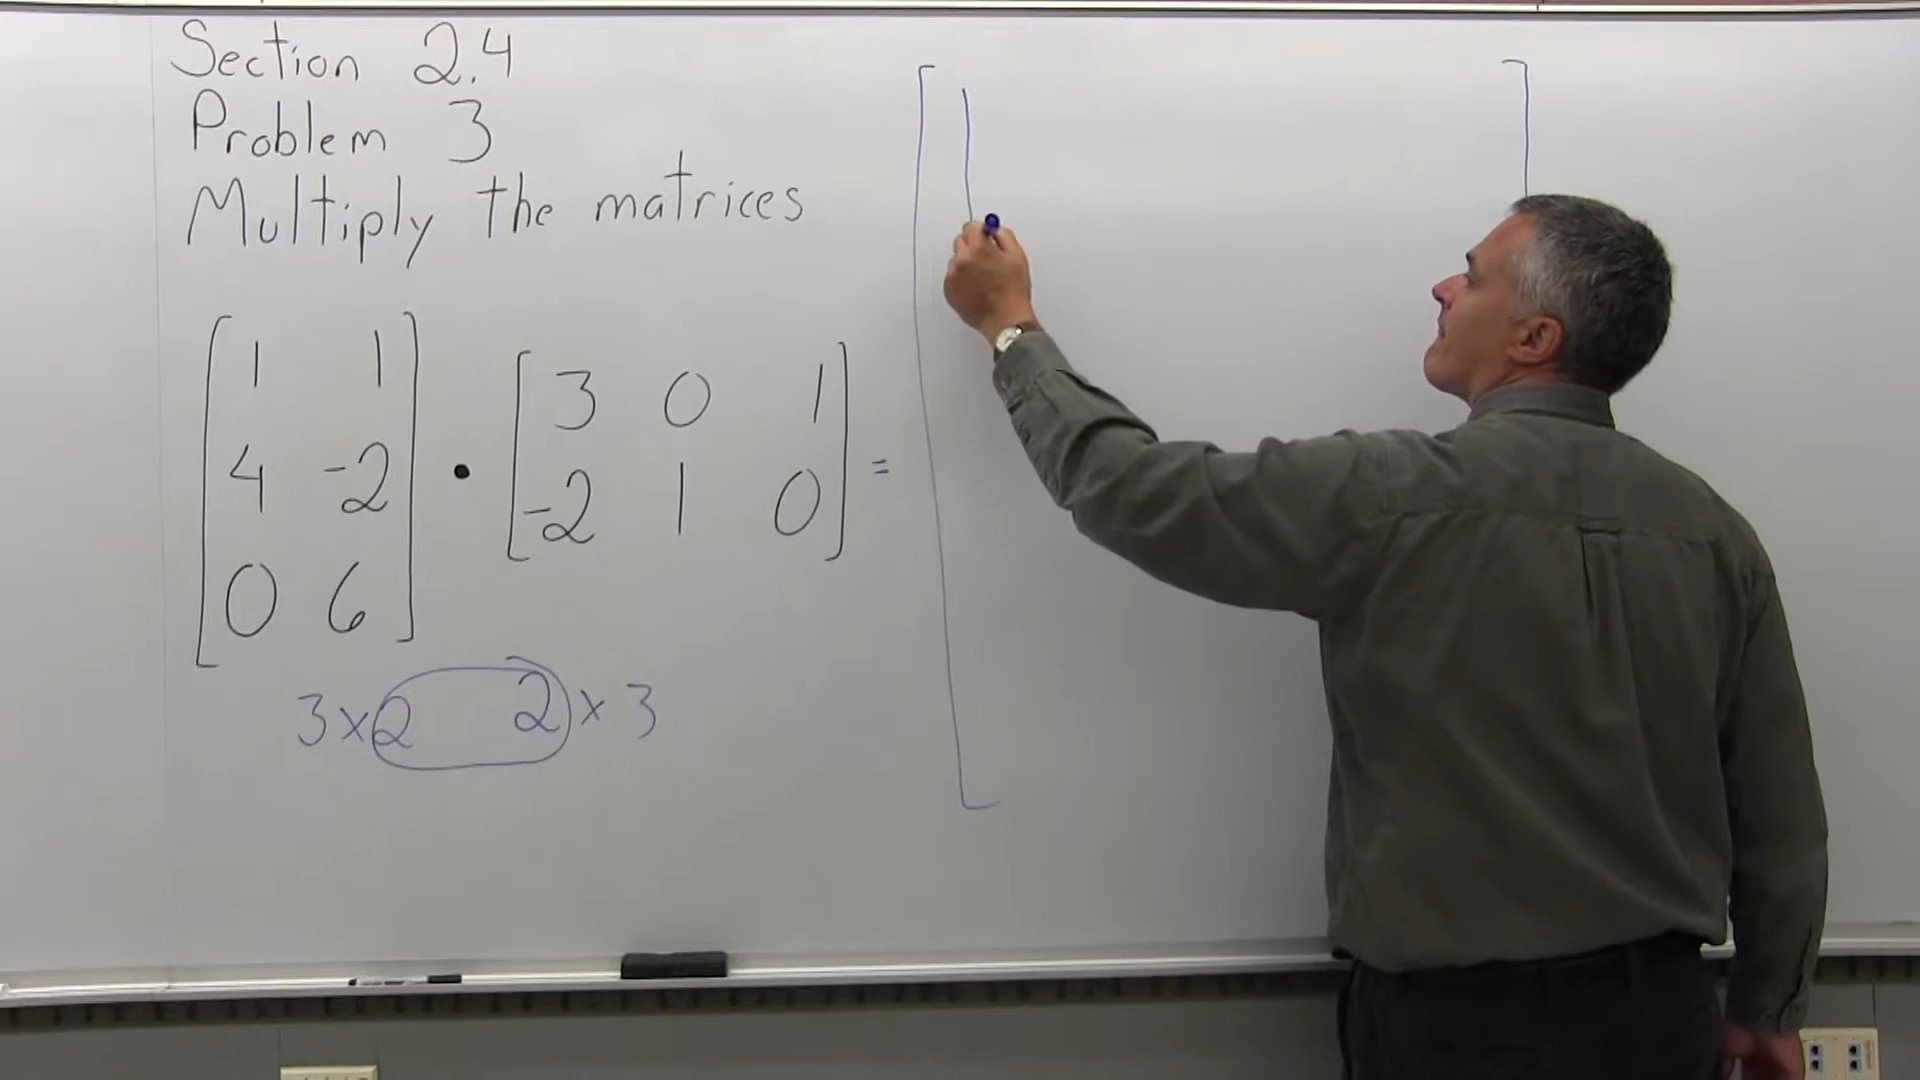 Section 2.4
Problem 3
Multiply the matrices
1 1
4 -2
0 6
•
3 0 1
-2 1 0
=
3x2 2x3